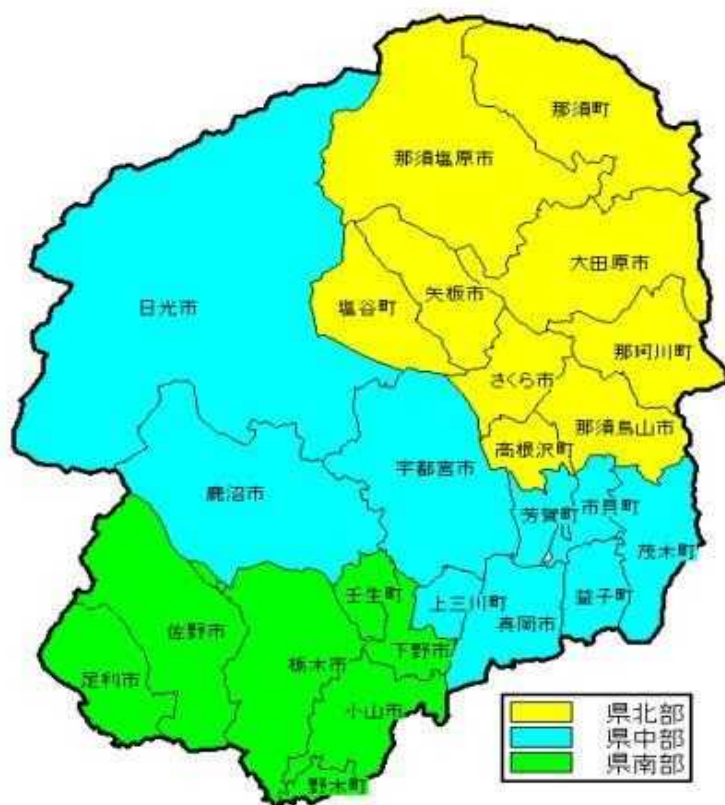 那須町
那須塩原市
大田原市
矢板市
塩谷町
日光市
那珂川町
さくら市
那須烏山市
高根沢町
宇都宮市
鹿沼市
芳賀町
市貝町
茂木町
壬生町
上三川町
益子町
真岡市
佐野市
下野市
栃木市
足利市
小山市
野木町
県北部
県中部
県南部